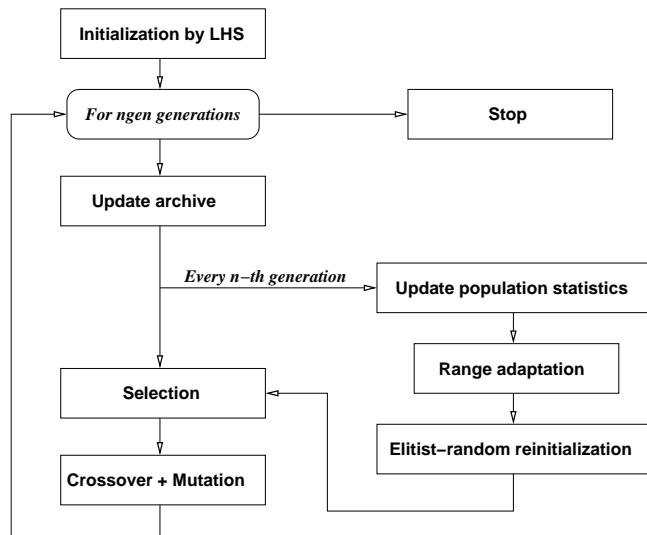 Initialization by LHS
For ngen generations
Stop
Update archive
Every n−th generation
Update population statistics
Range adaptation
Selection
Elitist−random reinitialization
Crossover + Mutation